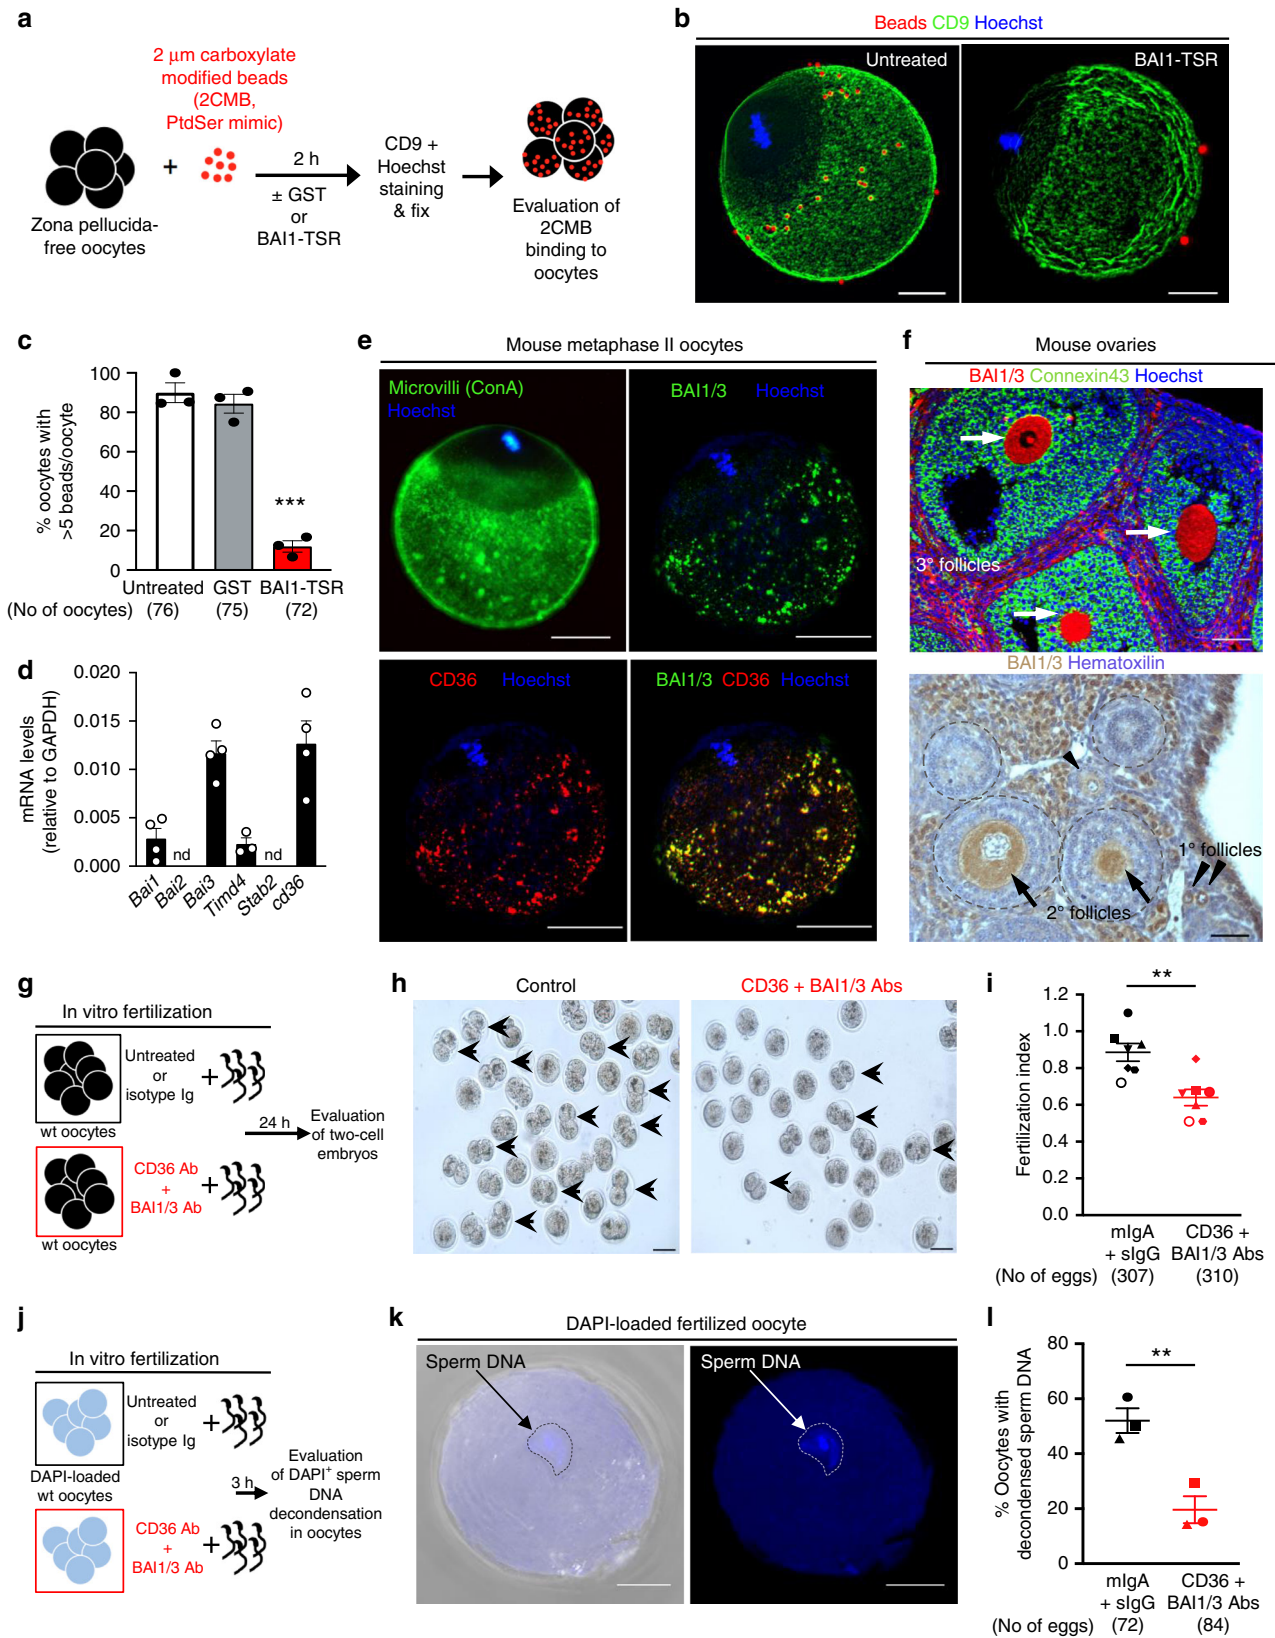 a
2 µm carboxylate
modified beads
(2CMB,
PtdSer mimic)
+
2 h
± GST
or
BAI1-TSR
CD9 +
Hoechst
staining
& fix
Zona pellucida-
free oocytes
Evaluation of
2CMB
binding to
oocytes
b
Beads CD9 Hoechst
Untreated
BAI1-TSR
c
% oocytes with
>5 beads/oocyte
100
80
60
40
20
0
***
Untreated GST BAI1-TSR
(No of oocytes) (76) (75) (72)
d
mRNA levels
(relative to GAPDH)
0.020
0.015
0.010
0.005
0.000
nd
nd
Bai1
Bai2
Bai3
Timd4
Stab2
cd36
e
Mouse metaphase II oocytes
Microvilli (ConA)
Hoechst
BAI1/3 Hoechst
CD36 Hoechst
BAI1/3 CD36 Hoechst
f
Mouse ovaries
BAI1/3 Connexin43 Hoechst
3° follicles
BAI1/3 Hematoxilin
1° follicles
2° follicles
g
In vitro fertilization
Untreated
or
isotype Ig
+
wt oocytes
24 h
Evaluation
of two-cell
embryos
CD36 Ab
+
BAI1/3 Ab
+
wt oocytes
h
Control
CD36 + BAI1/3 Abs
i
**
Fertilization index
1.2
1.0
0.8
0.6
0.4
0.2
0.0
mIgA
+ sIgG
CD36 +
BAI1/3 Abs
(No of eggs) (307) (310)
j
In vitro fertilization
Untreated
or
isotype Ig
+
DAPI-loaded
wt oocytes
3 h
Evaluation
of DAPI+ sperm
DNA
decondensation
in oocytes
CD36 Ab
+
BAI1/3 Ab
+
k
DAPI-loaded fertilized oocyte
Sperm DNA
Sperm DNA
l
**
% Oocytes with
decondensed sperm DNA
80
60
40
20
0
mIgA
+ sIgG
CD36 +
BAI1/3 Abs
(No of eggs) (72) (84)